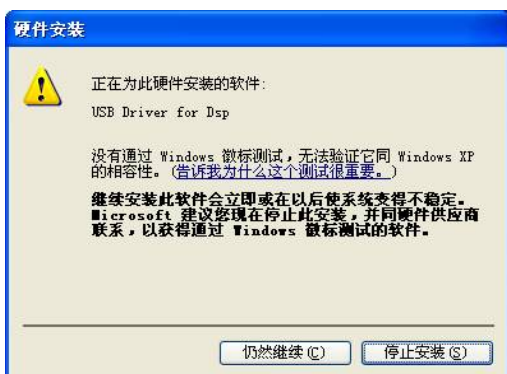 硬件安装
正在为此硬件安装的软件:
USB Driver for Dsp
没有通过 Windows 徽标测试，无法验证它同 Windows XP
的相容性。(告诉我为什么这个测试很重要。)
继续安装此软件会立即或在以后使系统变得不稳定。
Microsoft 建议您现在停止此安装，并同硬件供应商
联系，以获得通过 Windows 徽标测试的软件。
仍然继续(C) 停止安装(S)